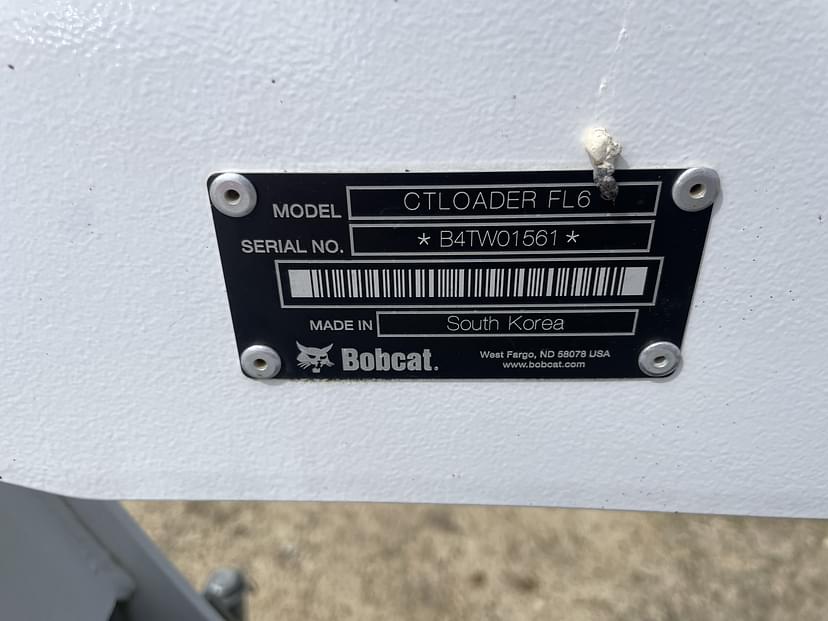 MODEL CTLOADER FL6
SERIAL NO. *B4TW01561*
MADE IN South Korea
Bobcat.
West Fargo, ND 58078 USA
www.bobcat.com